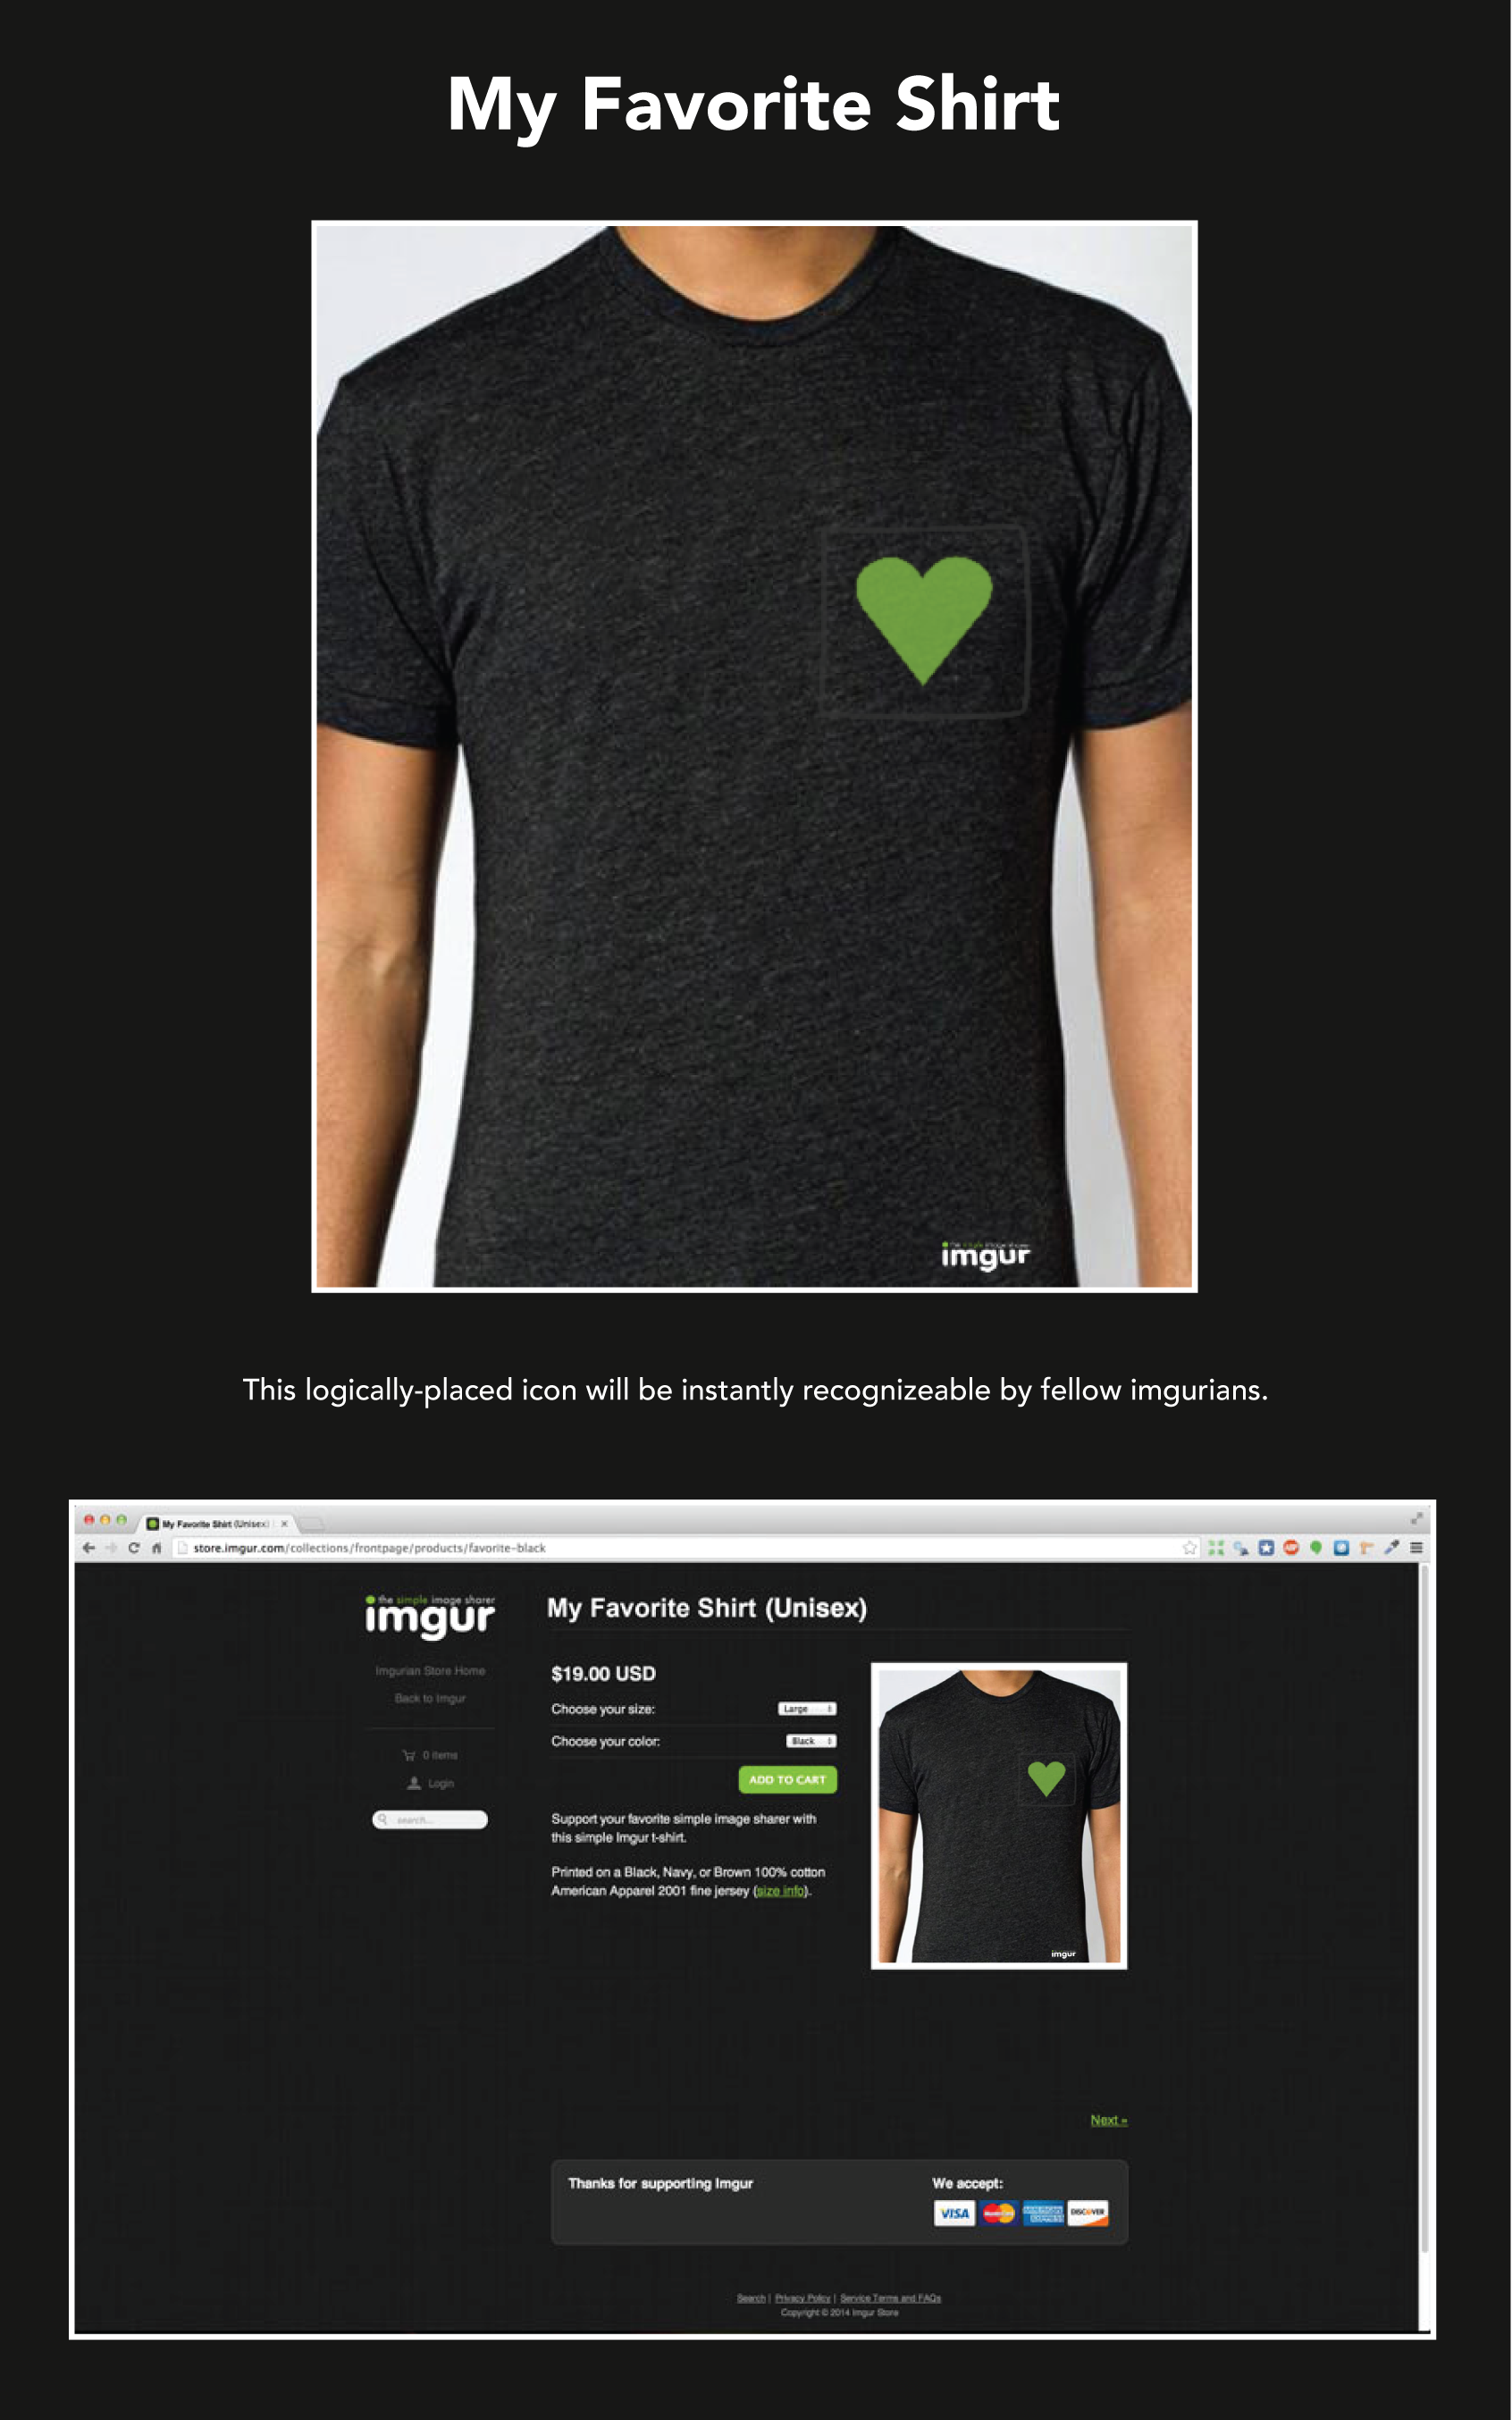 My Favorite Shirt
the simple image sharer
imgur
This logically-placed icon will be instantly recognizeable by fellow imgurians.
My Favorite Shirt (Unisex)
store.imgur.com/collections/frontpage/products/favorite-black
the simple image sharer
imgur
Imgurian Store Home
Back to Imgur
0 items
Login
search...
My Favorite Shirt (Unisex)
$19.00 USD
Choose your size: Large
Choose your color: Black
ADD TO CART
Support your favorite simple image sharer with
this simple Imgur t-shirt.
Printed on a Black, Navy, or Brown 100% cotton
American Apparel 2001 fine jersey (size info).
imgur
Next »
Thanks for supporting Imgur
We accept:
VISA MasterCard AMERICAN EXPRESS DISCOVER
Search | Privacy Policy | Service Terms and FAQs
Copyright © 2014 Imgur Store